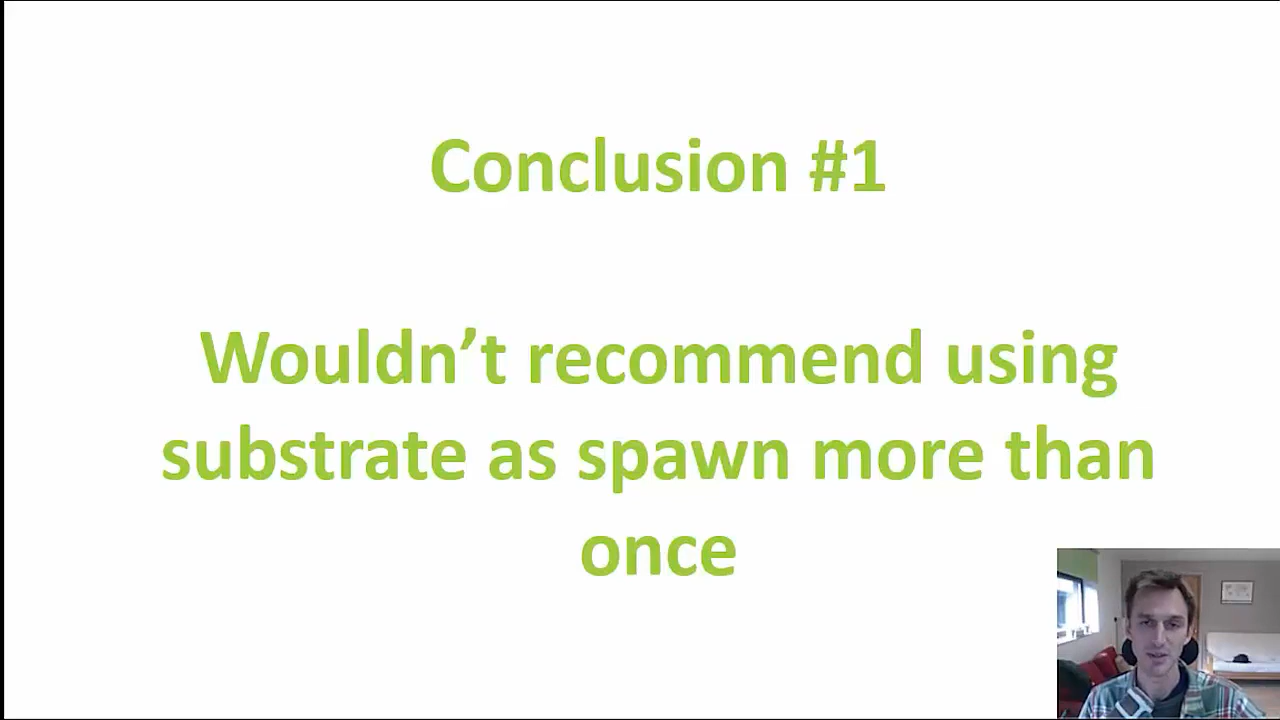 Conclusion #1
Wouldn’t recommend using
substrate as spawn more than
once